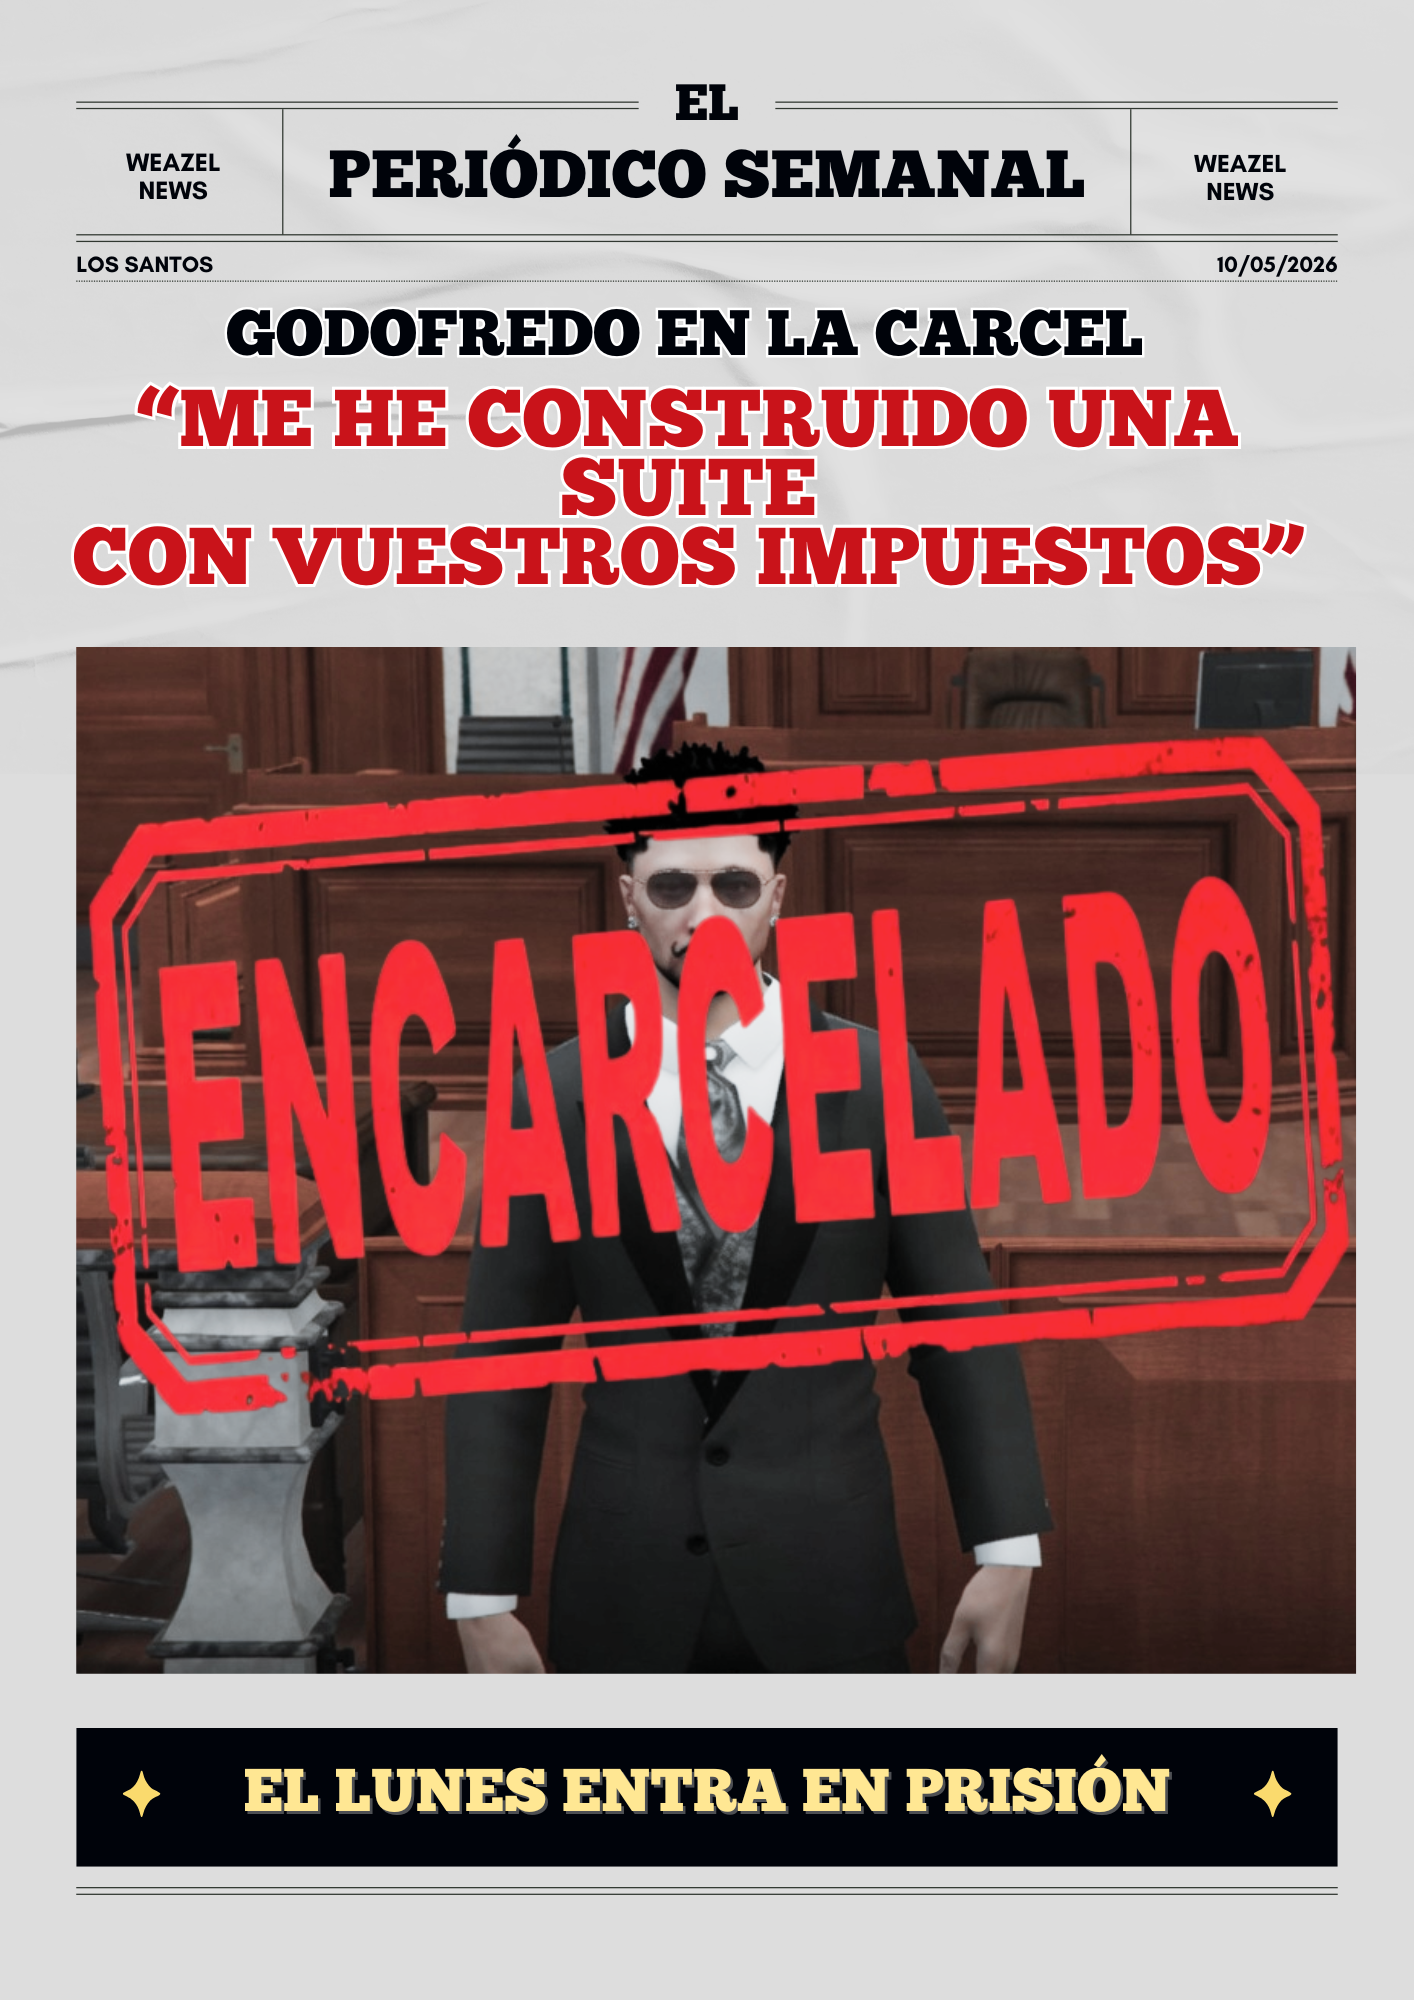 EL
PERIÓDICO SEMANAL
WEAZEL
NEWS
WEAZEL
NEWS
LOS SANTOS
10/05/2026
GODOFREDO EN LA CARCEL
“ME HE CONSTRUIDO UNA
SUITE
CON VUESTROS IMPUESTOS”
ENCARCELADO
EL LUNES ENTRA EN PRISIÓN